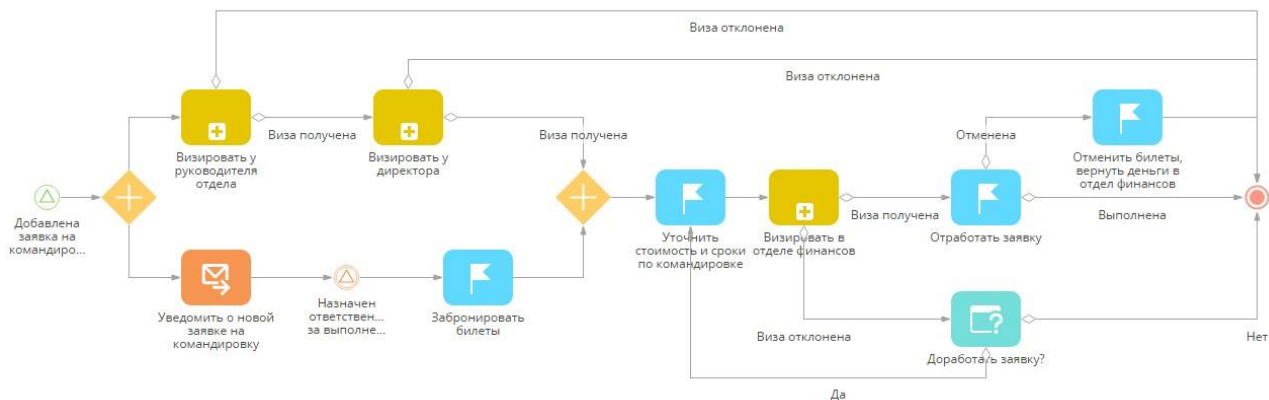 Виза отклонена
Виза отклонена
Виза получена
Виза получена
Отменена
Визировать у
руководителя
отдела
Визировать у
директора
Отменить билеты,
вернуть деньги в
отдел финансов
Добавлена
заявка на
командиро...
Уточнить
стоимость и сроки
по командировке
Визировать в
отделе финансов
Виза получена
Отработать заявку
Выполнена
Уведомить о новой
заявке на
командировку
Назначен
ответствен...
за выполне...
Забронировать
билеты
Виза отклонена
Доработать заявку?
Нет
Да